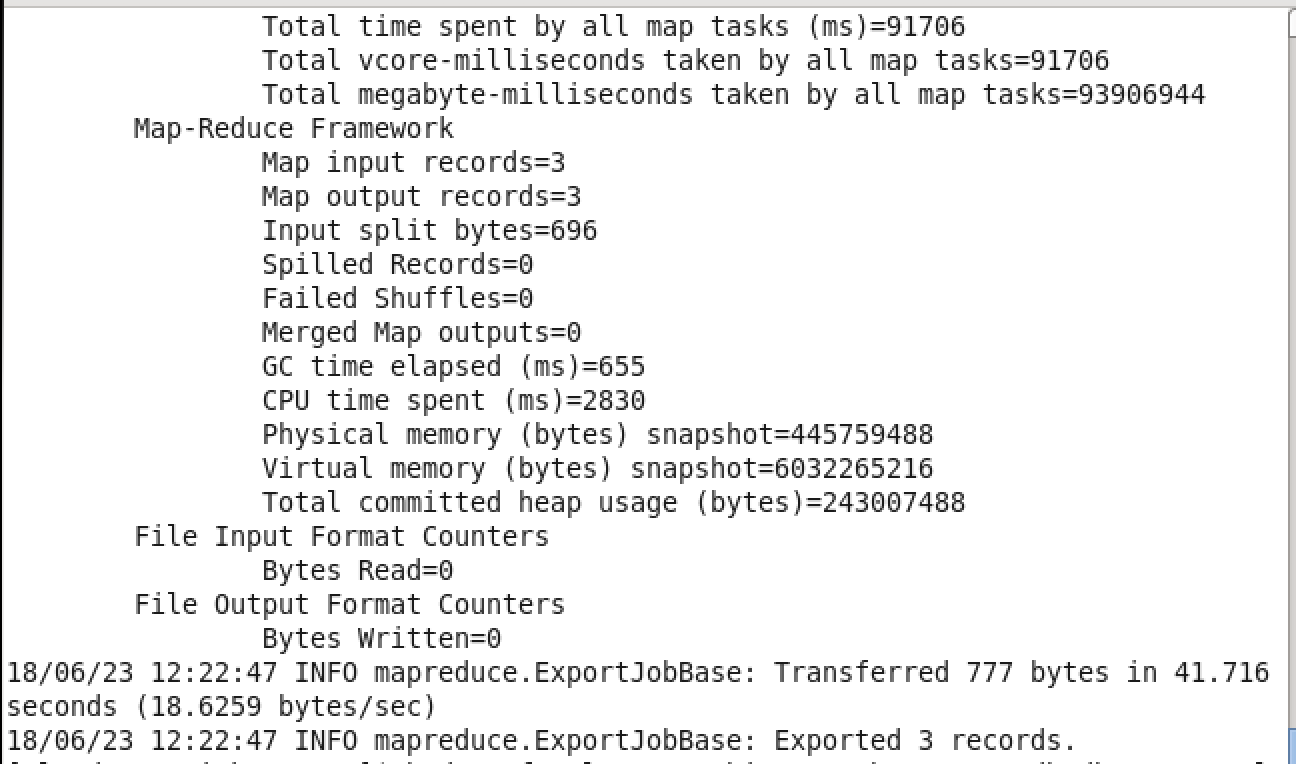 Total time spent by all map tasks (ms)=91706
Total vcore-milliseconds taken by all map tasks=91706
Total megabyte-milliseconds taken by all map tasks=93906944
Map-Reduce Framework
Map input records=3
Map output records=3
Input split bytes=696
Spilled Records=0
Failed Shuffles=0
Merged Map outputs=0
GC time elapsed (ms)=655
CPU time spent (ms)=2830
Physical memory (bytes) snapshot=445759488
Virtual memory (bytes) snapshot=6032265216
Total committed heap usage (bytes)=243007488
File Input Format Counters
Bytes Read=0
File Output Format Counters
Bytes Written=0
18/06/23 12:22:47 INFO mapreduce.ExportJobBase: Transferred 777 bytes in 41.716
seconds (18.6259 bytes/sec)
18/06/23 12:22:47 INFO mapreduce.ExportJobBase: Exported 3 records.